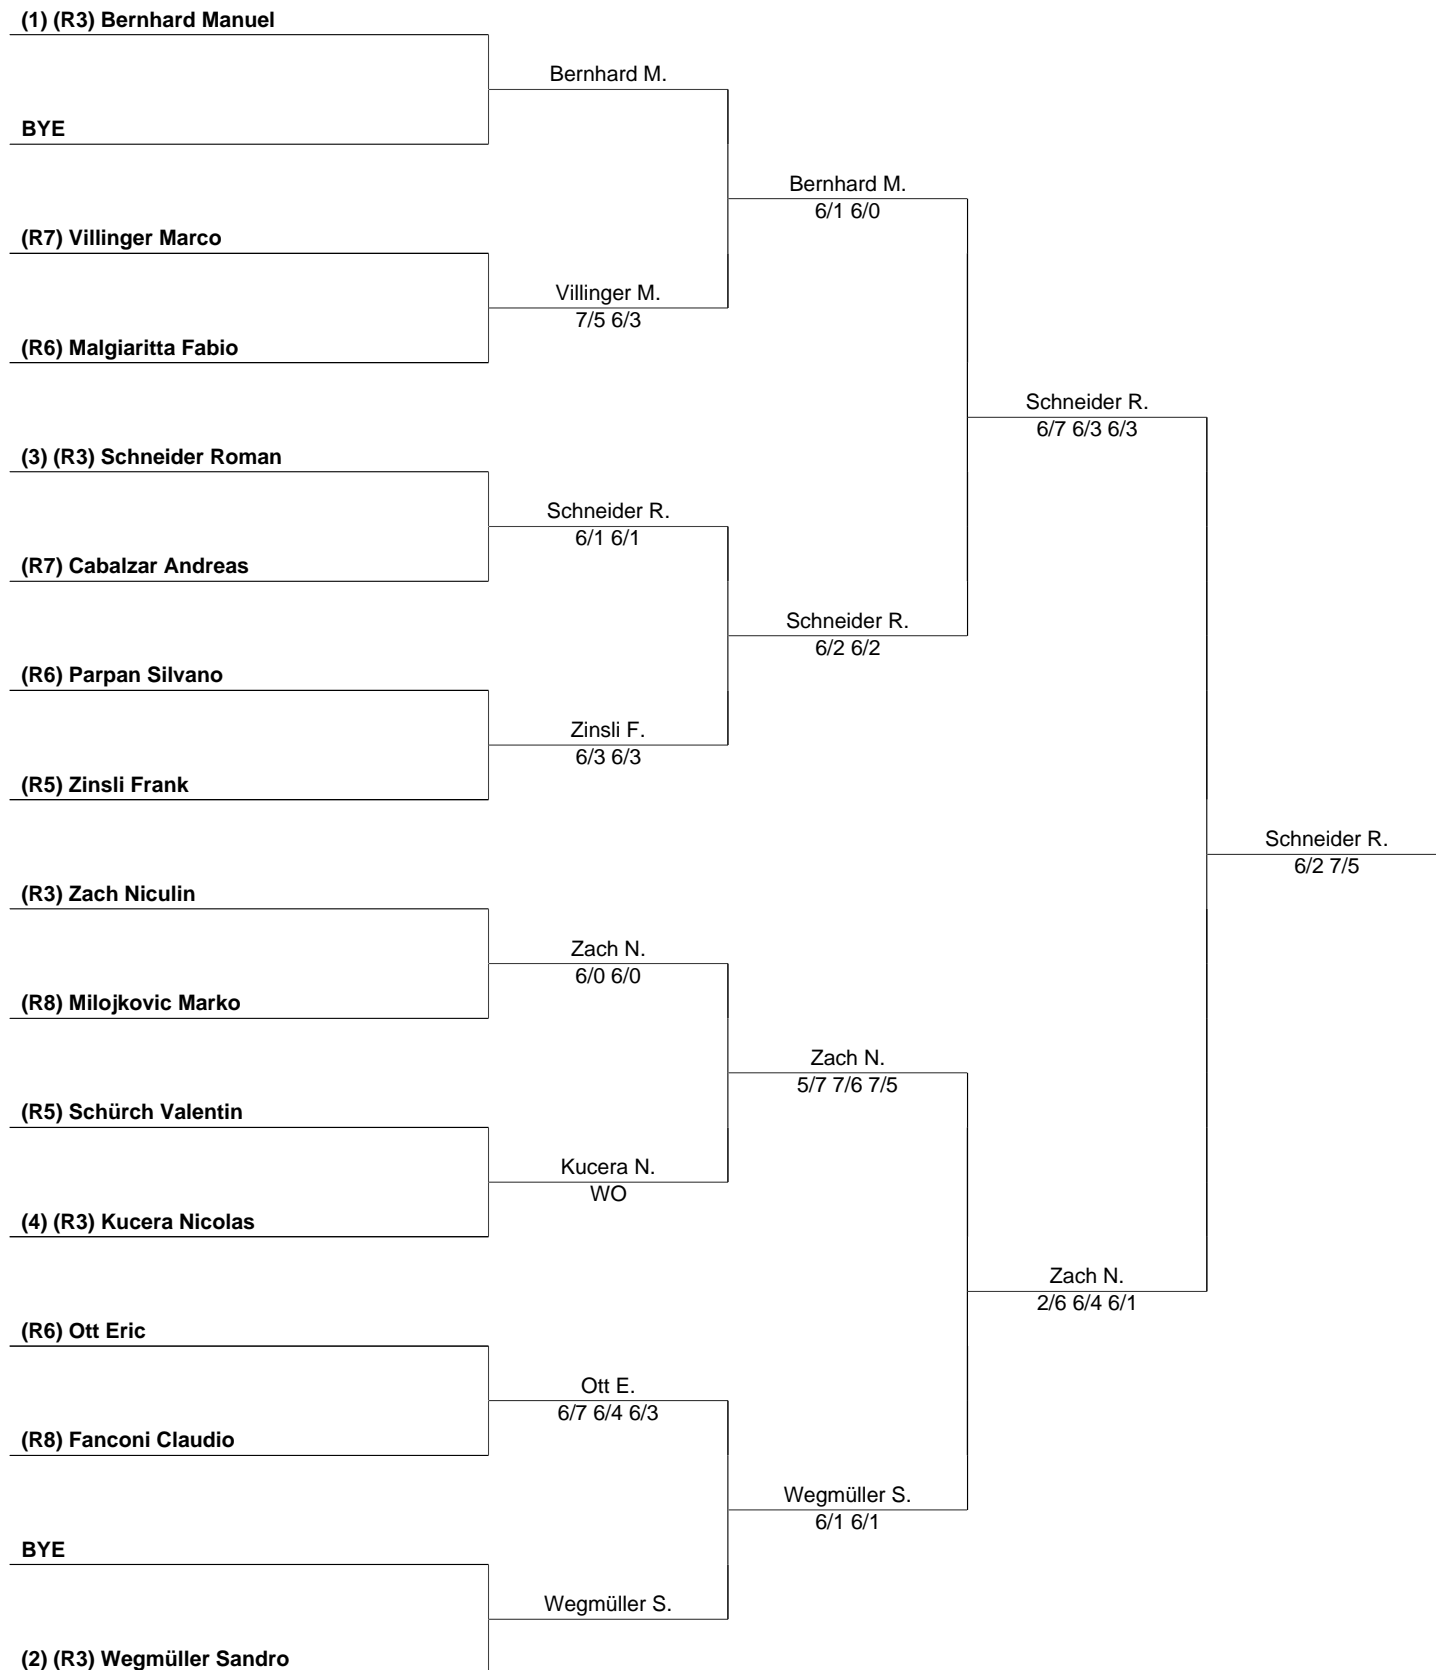 (1) (R3) Bernhard Manuel
Bernhard M.
BYE
Bernhard M.
6/1 6/0
(R7) Villinger Marco
Villinger M.
7/5 6/3
(R6) Malgiaritta Fabio
Schneider R.
6/7 6/3 6/3
(3) (R3) Schneider Roman
Schneider R.
6/1 6/1
(R7) Cabalzar Andreas
Schneider R.
6/2 6/2
(R6) Parpan Silvano
Zinsli F.
6/3 6/3
(R5) Zinsli Frank
Schneider R.
6/2 7/5
(R3) Zach Niculin
Zach N.
6/0 6/0
(R8) Milojkovic Marko
Zach N.
5/7 7/6 7/5
(R5) Schürch Valentin
Kucera N.
WO
(4) (R3) Kucera Nicolas
Zach N.
2/6 6/4 6/1
(R6) Ott Eric
Ott E.
6/7 6/4 6/3
(R8) Fanconi Claudio
Wegmüller S.
6/1 6/1
BYE
Wegmüller S.
(2) (R3) Wegmüller Sandro